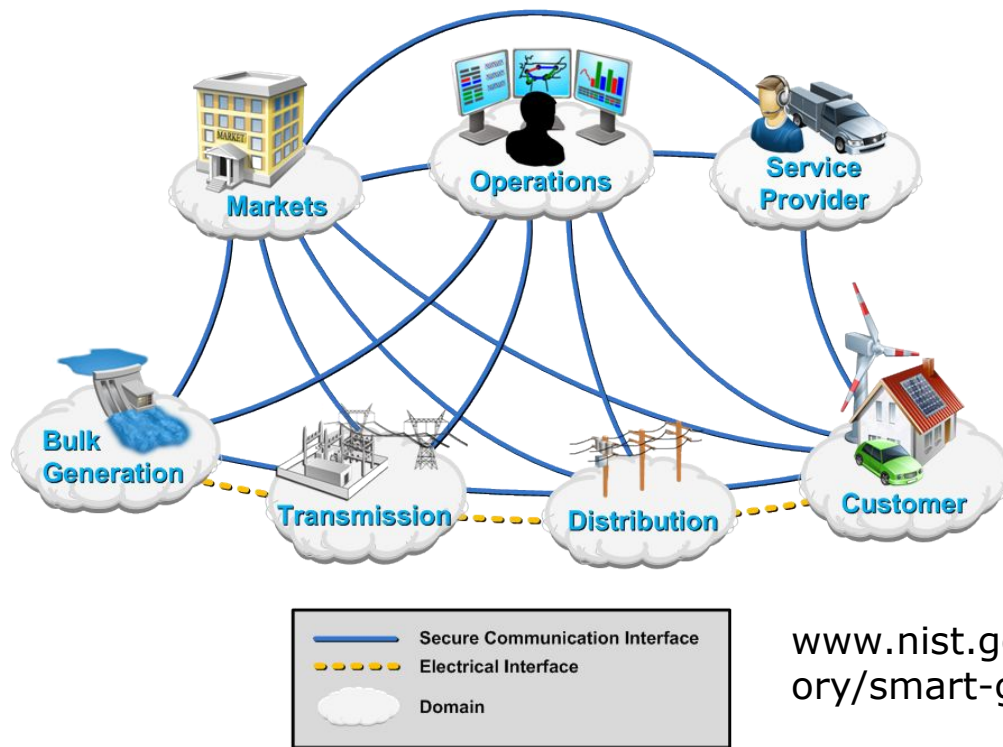 MARKET
Markets
Operations
Service
Provider
Bulk
Generation
Transmission
Distribution
Customer
Secure Communication Interface
Electrical Interface
Domain
www.nist.g
ory/smart-g